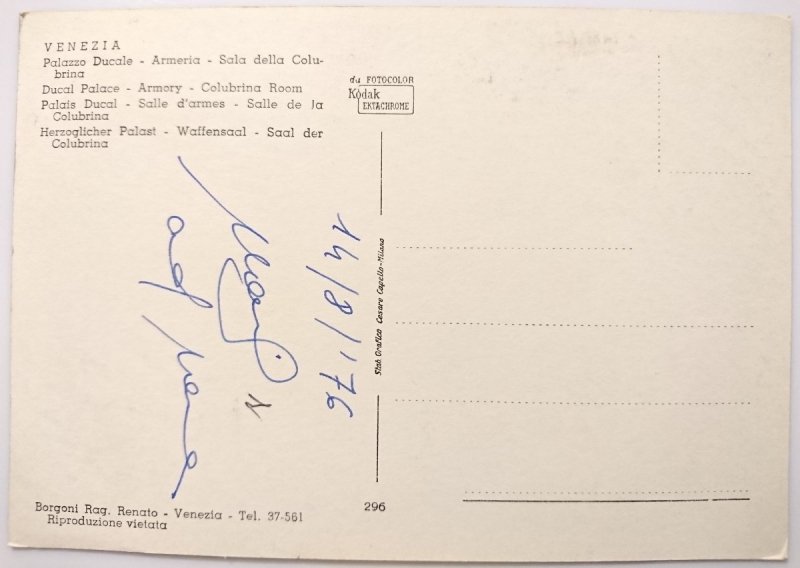 VENEZIA
Palazzo Ducale - Armeria - Sala della Colu-
brina
Ducal Palace - Armory - Colubrina Room
Palais Ducal - Salle d'armes - Salle de la
Colubrina
Herzoglicher Palast - Waffensaal - Saal der
Colubrina
da FOTOCOLOR
Kodak
EKTACHROME
14/8/'76
Stab. Grafico Cesare Capello-Milano
Borgoni Rag. Renato - Venezia - Tel. 37-561
Riproduzione vietata
296